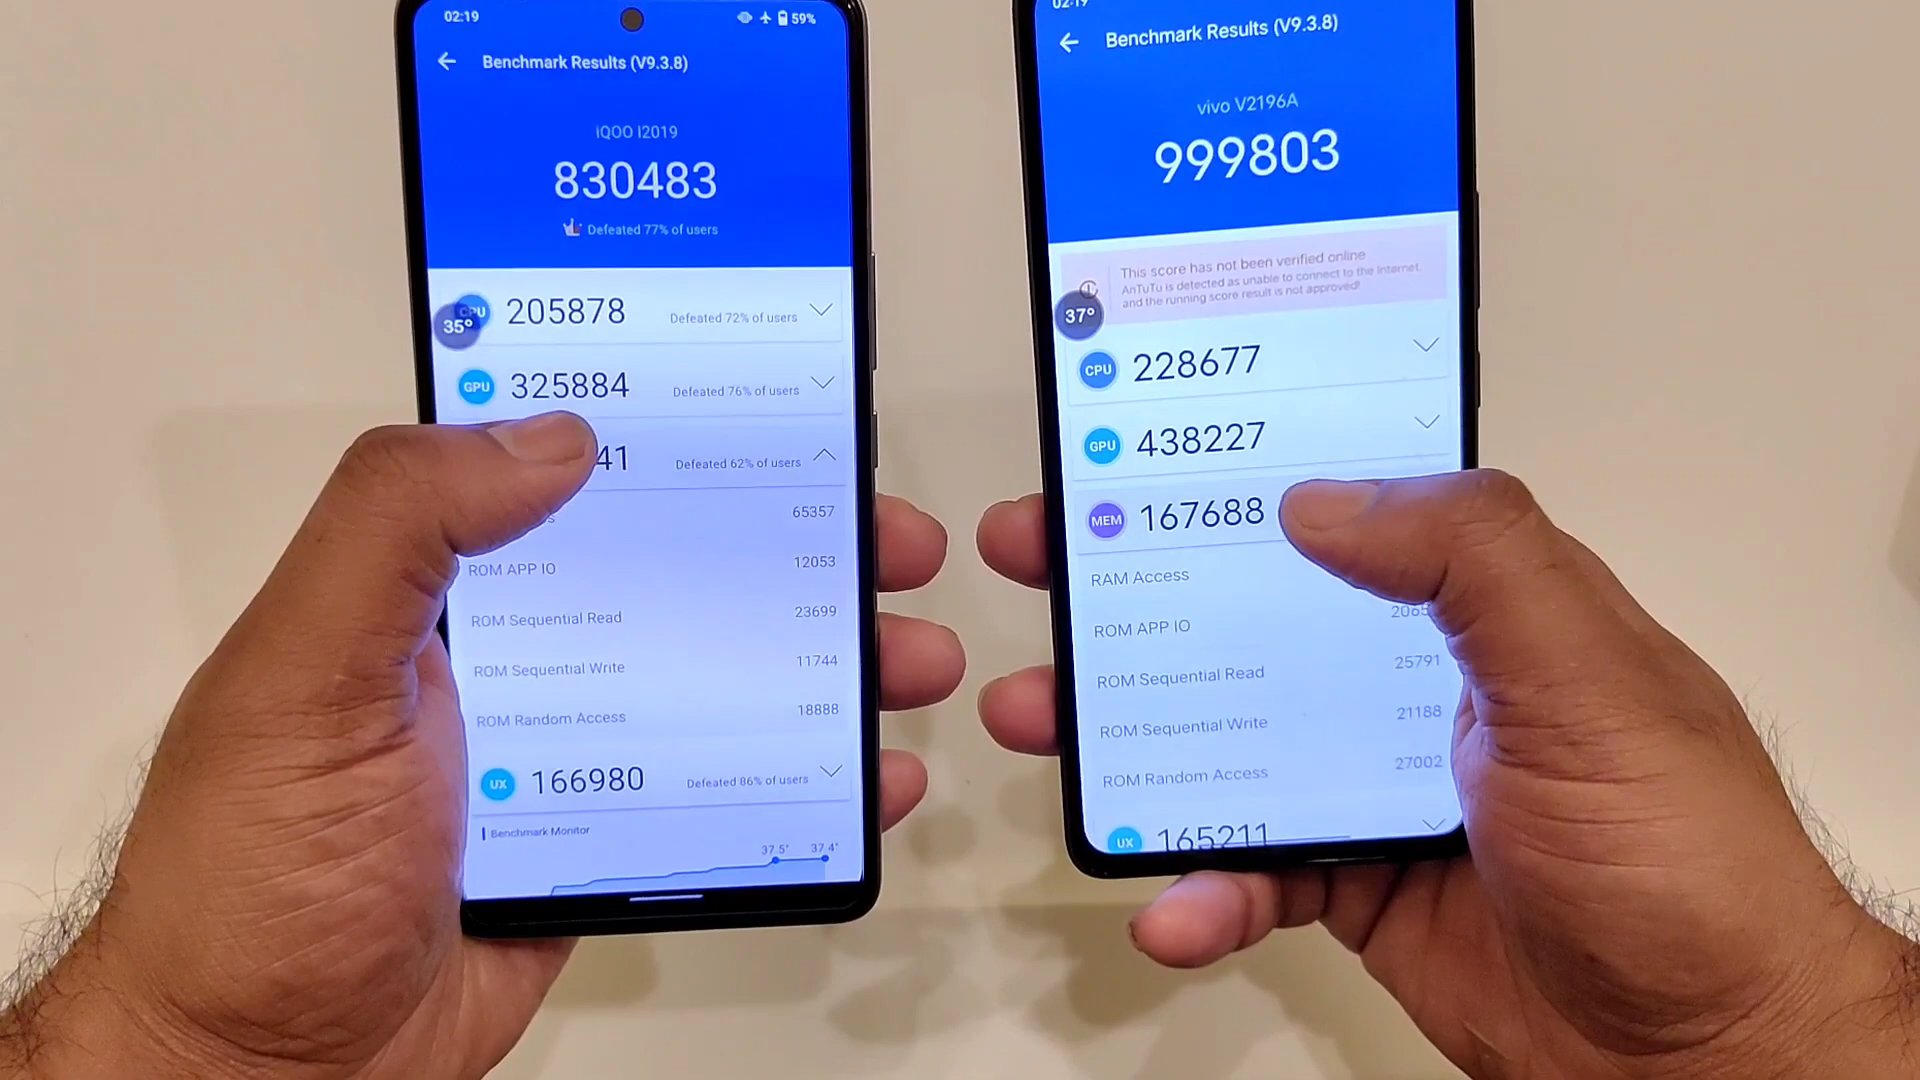 02:19
59%
Benchmark Results (V9.3.8)
iQOO I2019
830483
Defeated 77% of users
CPU
205878
Defeated 72% of users
35°
GPU
325884
Defeated 76% of users
41
Defeated 62% of users
s
65357
ROM APP IO
12053
ROM Sequential Read
23699
ROM Sequential Write
11744
ROM Random Access
18888
UX
166980
Defeated 86% of users
Benchmark Monitor
37.5°
37.4°
02:19
Benchmark Results (V9.3.8)
vivo V2196A
999803
This score has not been verified online
AnTuTu is detected as unable to connect to the Internet,
and the running score result is not approved!
37°
CPU
228677
GPU
438227
MEM
167688
RAM Access
ROM APP IO
ROM Sequential Read
25791
ROM Sequential Write
21188
ROM Random Access
27002
UX
165211